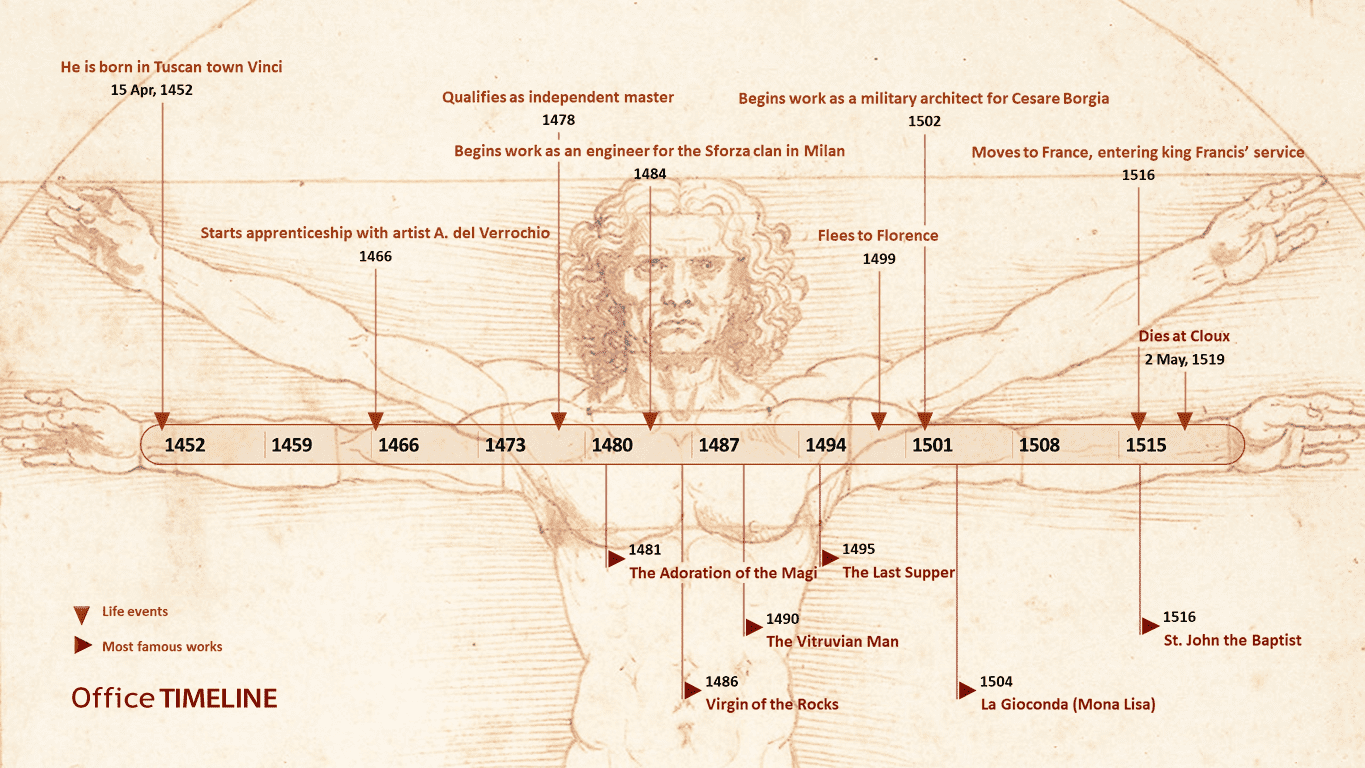 He is born in Tuscan town Vinci
15 Apr, 1452
Qualifies as independent master
1478
Begins work as a military architect for Cesare Borgia
1502
Begins work as an engineer for the Sforza clan in Milan
1484
Moves to France, entering king Francis’ service
1516
Starts apprenticeship with artist A. del Verrochio
1466
Flees to Florence
1499
Dies at Cloux
2 May, 1519
1452 1459 1466 1473 1480 1487 1494 1501 1508 1515
1481
The Adoration of the Magi
1495
The Last Supper
1490
The Vitruvian Man
1516
St. John the Baptist
1486
Virgin of the Rocks
1504
La Gioconda (Mona Lisa)
Life events
Most famous works
Office TIMELINE